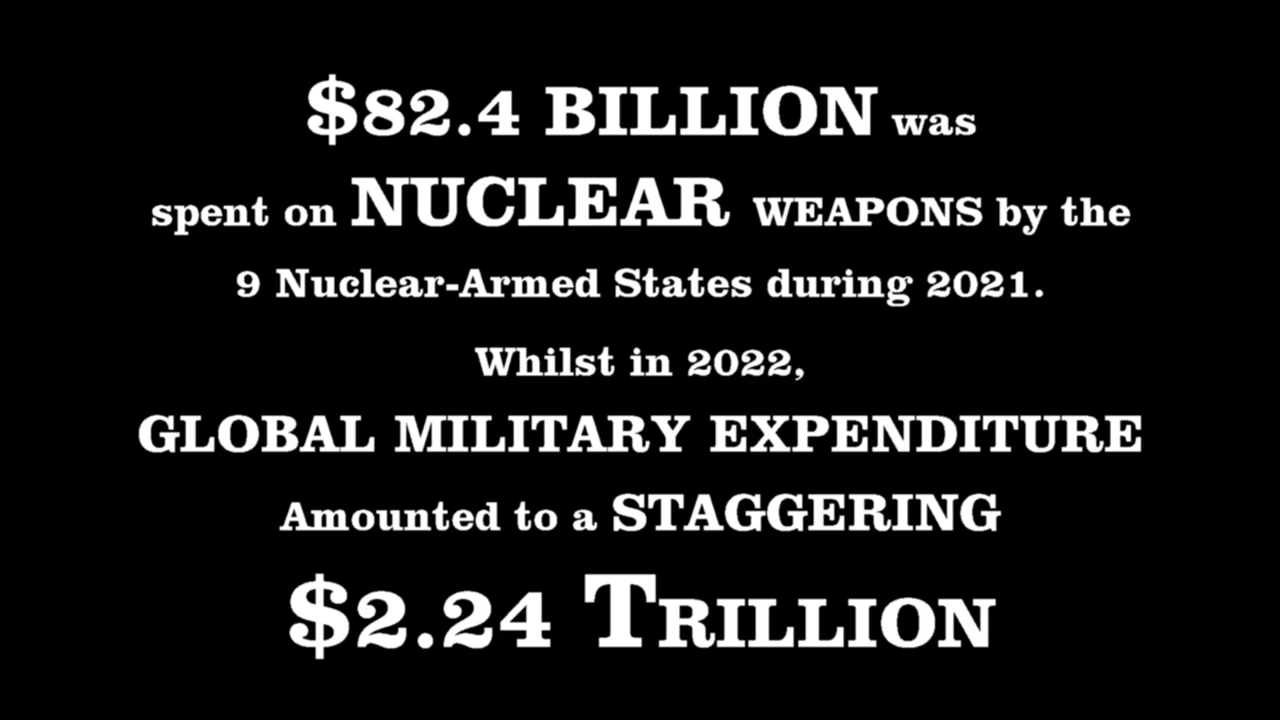 $82.4 BILLION was
spent on NUCLEAR WEAPONS by the
9 Nuclear-Armed States during 2021.
Whilst in 2022,
GLOBAL MILITARY EXPENDITURE
Amounted to a STAGGERING
$2.24 TRILLION